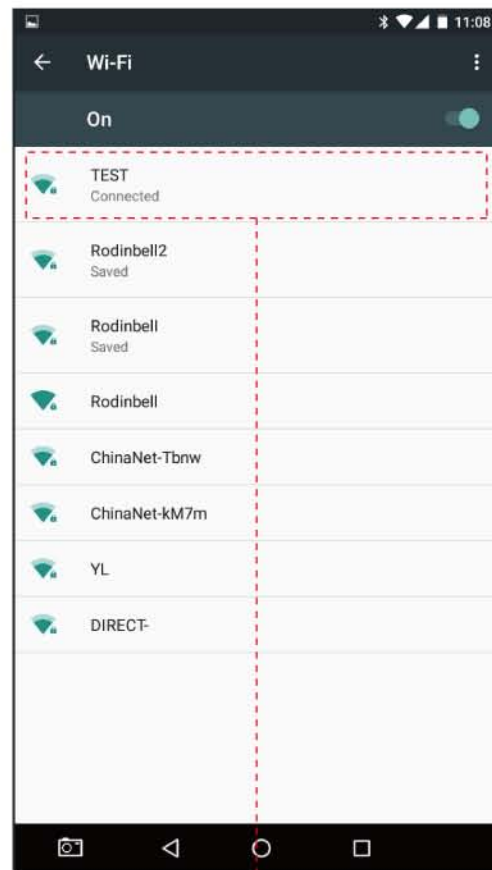 11:08
Wi-Fi
On
TEST
Connected
Rodinbell2
Saved
Rodinbell
Saved
Rodinbell
ChinaNet-Tbnw
ChinaNet-kM7m
YL
DIRECT-